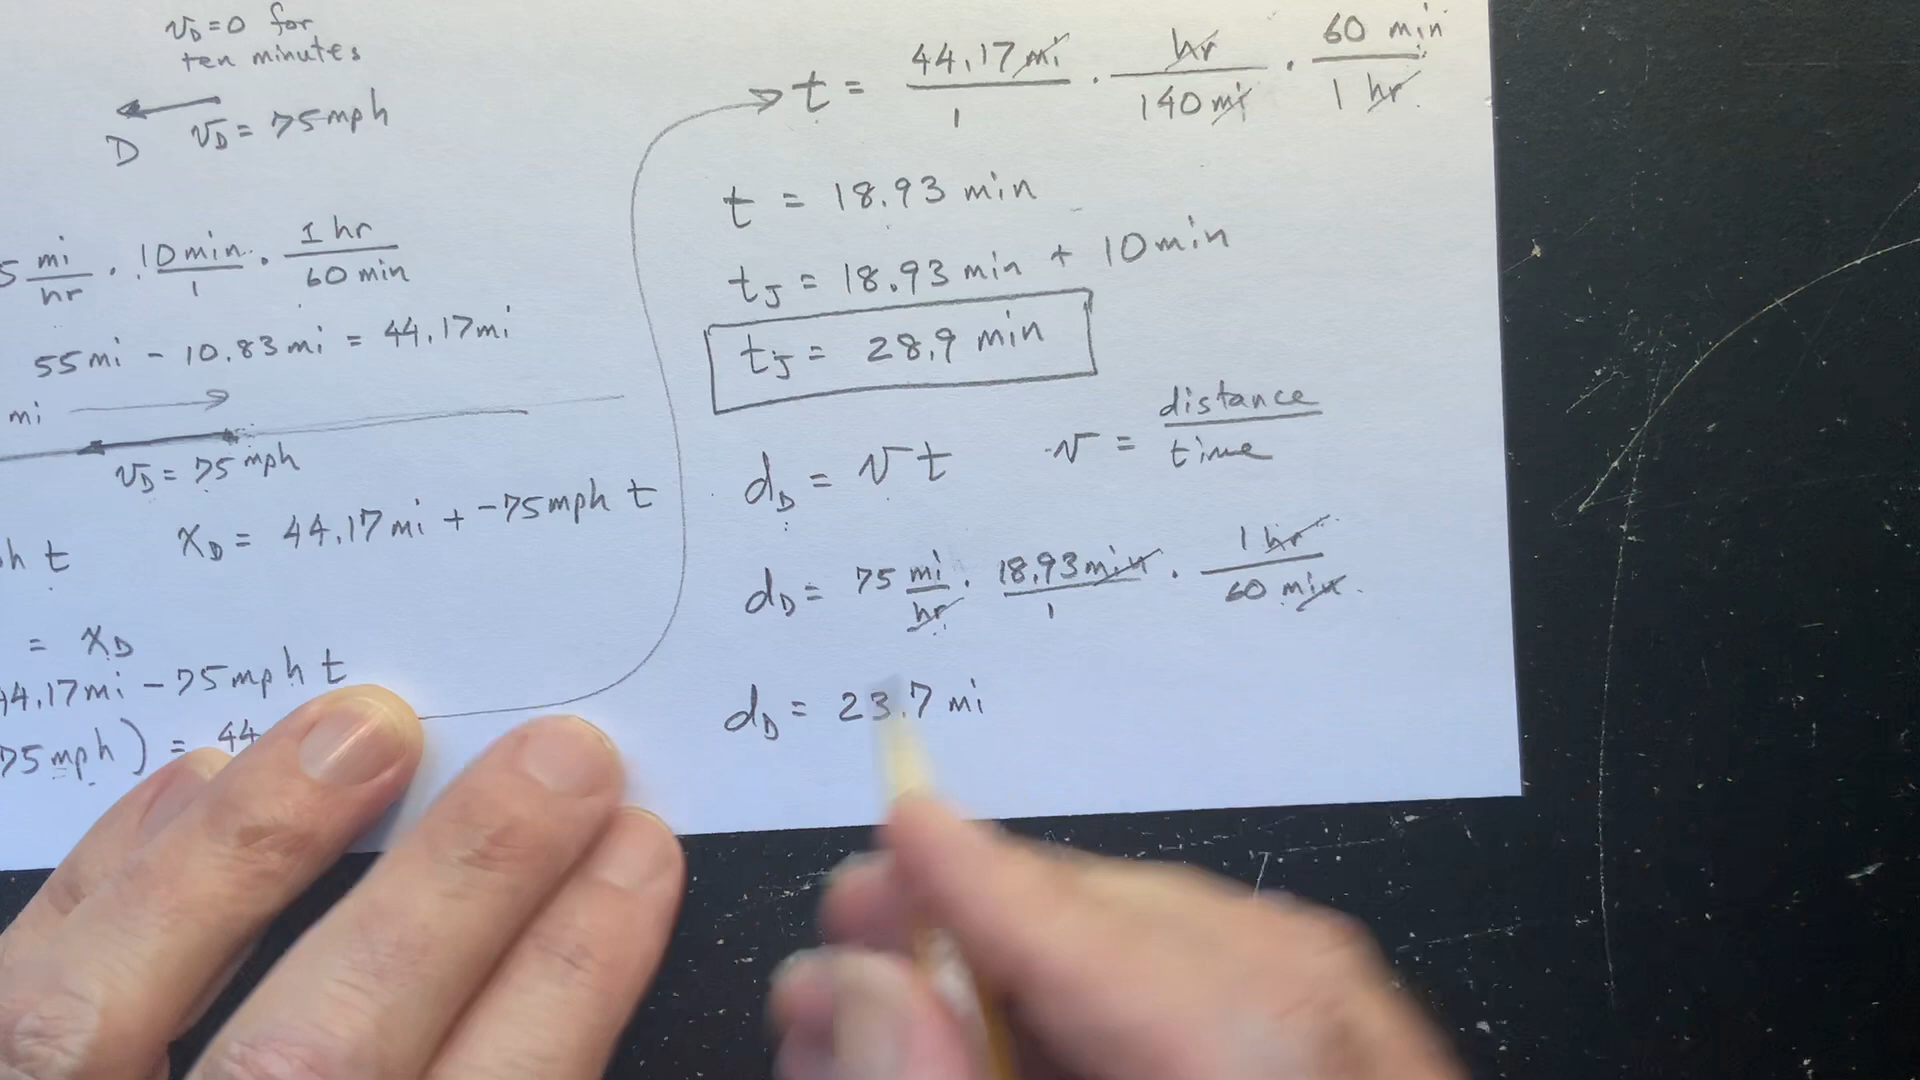 v_D = 0 for
ten minutes
D v_D = 75 mph
5 mi/hr · 10 min/1 · 1 hr/60 min
55 mi - 10.83 mi = 44.17 mi
mi
v_D = 75 mph
h t x_D = 44.17 mi + -75 mph t
= x_D
44.17 mi - 75 mph t
75 mph) = 44
t = 44.17 mi/1 · hr/140 mi · 60 min/1 hr
t = 18.93 min
t_J = 18.93 min + 10 min
t_J = 28.9 min
d_D = v t v = distance/time
d_D = 75 mi/hr · 18.93 min/1 · 1 hr/60 min
d_D = 23.7 mi